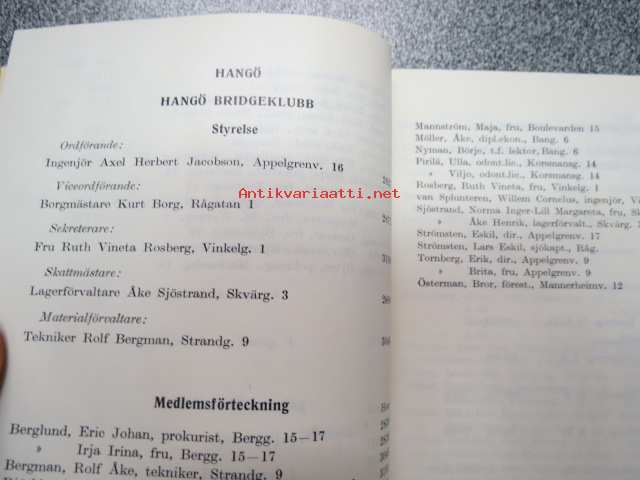 HANGÖ
HANGÖ BRIDGEKLUBB
Styrelse
Ordförande:
Ingenjör Axel Herbert Jacobson, Appelgrenv. 16
Viceordförande:
Antikvariaatti.net
Borgmästare Kurt Borg, Rågatan 1
Sekreterare:
Fru Ruth Vineta Rosberg, Vinkelg. 1
Skattmästare:
Lagerförvaltare Åke Sjöstrand, Skvärg. 3
Materialförvaltare:
Tekniker Rolf Bergman, Strandg. 9
Medlemsförteckning
Berglund, Eric Johan, prokurist, Bergg. 15—17
» Irja Irina, fru, Bergg. 15—17
Bergman, Rolf Åke, tekniker, Strandg. 9
Mannström, Maja, fru, Boulevarden 15
Möller, Åke, dipl.ekon., Bang. 6
Nyman, Börje, t.f. lektor, Bang. 6
Pirilä, Ulla, odont.lic., Korsmanag. 14
» Viljo, odont.lic., Korsmanag. 14
Rosberg, Ruth Vineta, fru, Vinkelg. 1
van Splunteren, Willem Cornelus, ingenjör,
Sjöstrand, Norma Inger-Lill Margareta, fru,
» Åke Henrik, lagerförvalt., Skvärg. 3
Strömsten, Eskil, dir., Appelgrenv. 17
Strömsten, Lars Eskil, sjökapt., Råg.
Tornberg, Erik, dir., Appelgrenv. 9
» Brita, fru, Appelgrenv. 9
Österman, Bror, förest., Mannerheimv. 12